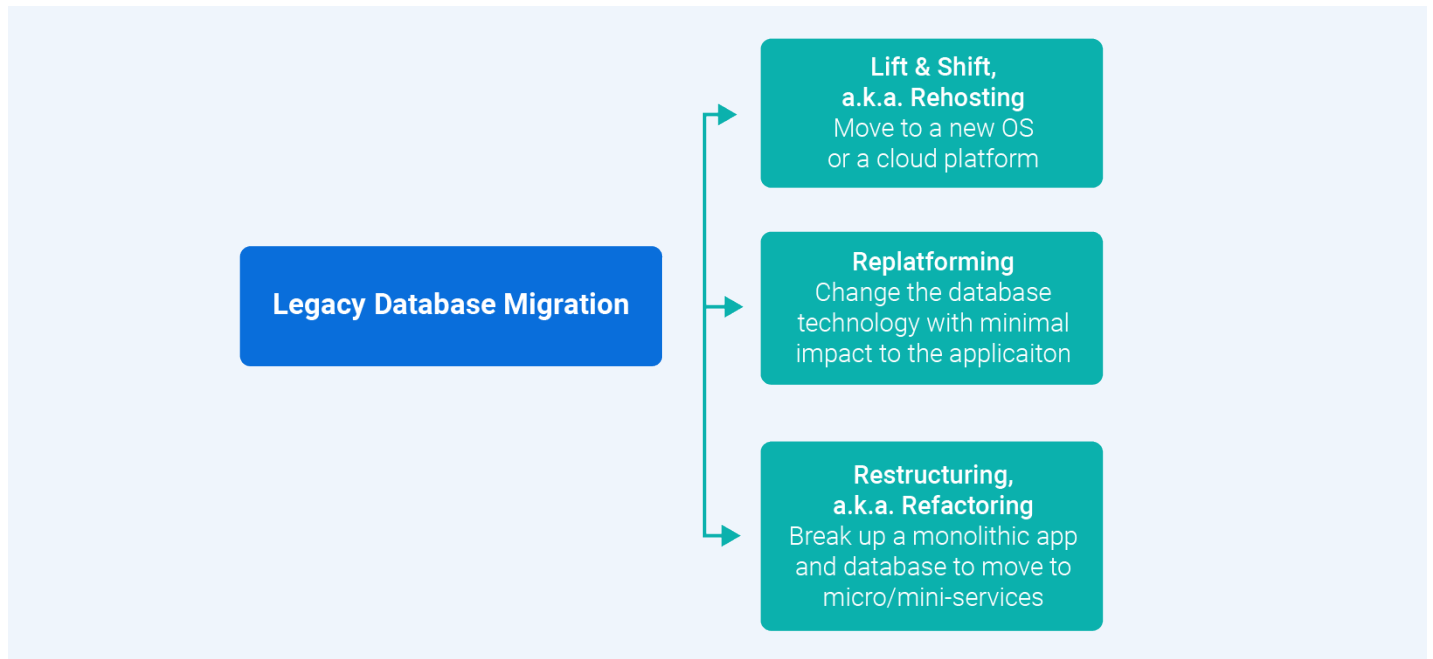 Legacy Database Migration
Lift & Shift,
a.k.a. Rehosting
Move to a new OS
or a cloud platform
Replatforming
Change the database
technology with minimal
impact to the applicaiton
Restructuring,
a.k.a. Refactoring
Break up a monolithic app
and database to move to
micro/mini-services